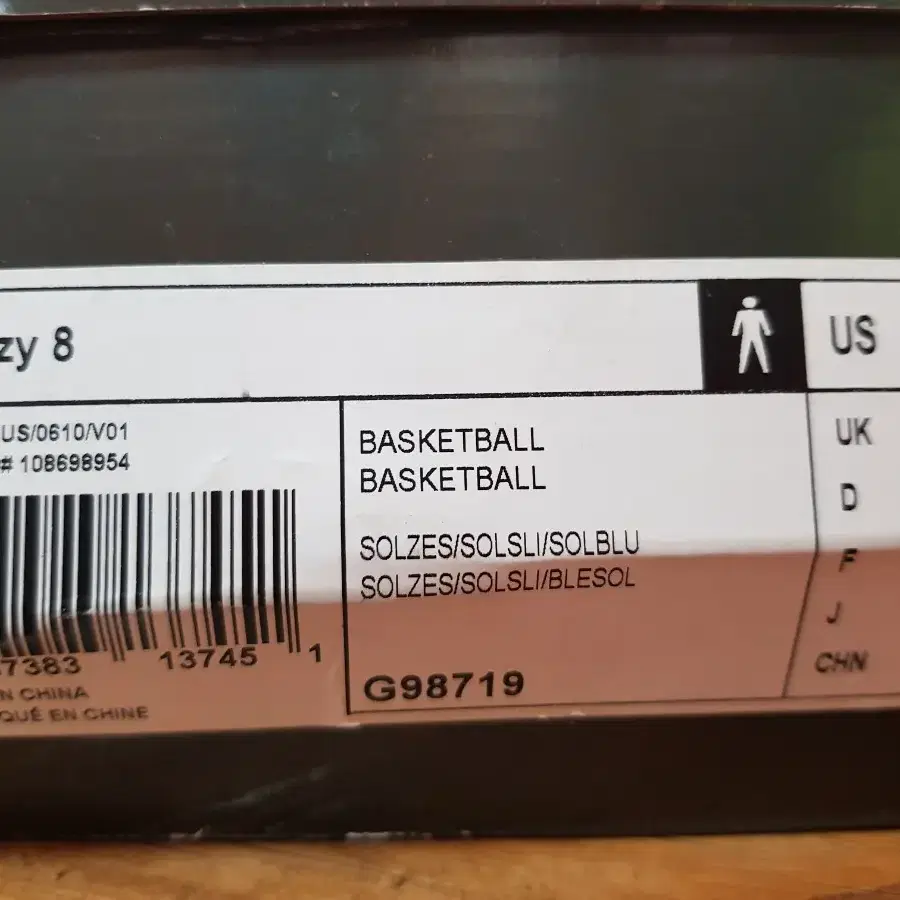 zy 8
US
US/0610/V01
# 108698954
7383 13745 1
N CHINA
QUÉ EN CHINE
BASKETBALL
BASKETBALL
SOLZES/SOLSLI/SOLBLU
SOLZES/SOLSLI/BLESOL
G98719
UK
D
F
J
CHN